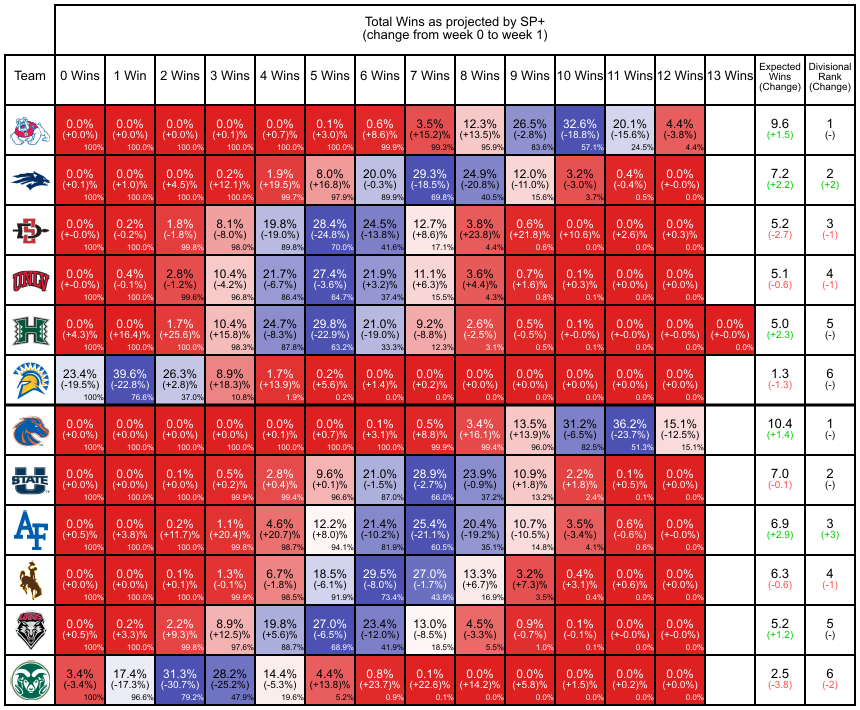 Total Wins as projected by SP+
(change from week 0 to week 1)
Team 0 Wins 1 Win 2 Wins 3 Wins 4 Wins 5 Wins 6 Wins 7 Wins 8 Wins 9 Wins 10 Wins 11 Wins 12 Wins 13 Wins Expected Wins (Change) Divisional Rank (Change)
0.0% 0.0% 0.0% 0.0% 0.0% 0.1% 0.6% 3.5% 12.3% 26.5% 32.6% 20.1% 4.4% 9.6 1
(+0.0%) (+0.0%) (+0.0%) (+0.1%) (+0.7%) (+3.0)% (+8.6)% (+15.2)% (+13.5)% (-2.8%) (-18.8%) (-15.6%) (-3.8%) (+1.5) (-)
100% 100.0% 100.0% 100.0% 100.0% 100.0% 99.9% 99.3% 95.9% 83.6% 57.1% 24.5% 4.4%
0.0% 0.0% 0.0% 0.2% 1.9% 8.0% 20.0% 29.3% 24.9% 12.0% 3.2% 0.4% 0.0% 7.2 2
(+0.1)% (+1.0)% (+4.5)% (+12.1)% (+19.5)% (+16.8)% (-0.3)% (-18.5)% (-20.8)% (-11.0)% (-3.0)% (-0.4)% (+-0.0)% (+2.2) (+2)
100% 100.0% 100.0% 100.0% 99.7% 97.9% 89.9% 69.8% 40.5% 15.6% 3.7% 0.5% 0.0%
0.0% 0.2% 1.8% 8.1% 19.8% 28.4% 24.5% 12.7% 3.8% 0.6% 0.0% 0.0% 0.0% 5.2 3
(+-0.0)% (-0.2)% (-1.8)% (-8.0)% (-19.0)% (-24.8)% (-13.8)% (+8.6)% (+23.8)% (+21.8)% (+10.6)% (+2.6)% (+0.3)% (-2.7) (-1)
100% 100.0% 99.8% 98.0% 89.8% 70.0% 41.6% 17.1% 4.4% 0.6% 0.0% 0.0% 0.0%
0.0% 0.4% 2.8% 10.4% 21.7% 27.4% 21.9% 11.1% 3.6% 0.7% 0.1% 0.0% 0.0% 5.1 4
(+-0.0)% (-0.1)% (-1.2)% (-4.2)% (-6.7)% (-3.6)% (+3.2)% (+6.3)% (+4.4)% (+1.6)% (+0.3)% (+0.0)% (+0.0)% (-0.6) (-1)
100% 100.0% 99.6% 96.8% 86.4% 64.7% 37.4% 15.5% 4.3% 0.8% 0.1% 0.0% 0.0%
0.0% 0.0% 1.7% 10.4% 24.7% 29.8% 21.0% 9.2% 2.6% 0.5% 0.1% 0.0% 0.0% 0.0% 5.0 5
(+4.3)% (+16.4)% (+25.6)% (+15.8)% (-8.3)% (-22.9)% (-19.0)% (-8.8)% (-2.5)% (-0.5)% (+-0.0)% (+-0.0)% (+-0.0)% (+-0.0)% (+2.3) (-)
100% 100.0% 100.0% 98.3% 87.8% 63.2% 33.3% 12.3% 3.1% 0.5% 0.1% 0.0% 0.0% 0.0%
23.4% 39.6% 26.3% 8.9% 1.7% 0.2% 0.0% 0.0% 0.0% 0.0% 0.0% 0.0% 0.0% 1.3 6
(-19.5)% (-22.8)% (+2.8)% (+18.3)% (+13.9)% (+5.6)% (+1.4)% (+0.2)% (+0.0)% (+0.0)% (+0.0)% (+0.0)% (+0.0)% (-1.3) (-)
100% 76.6% 37.0% 10.8% 1.9% 0.2% 0.0% 0.0% 0.0% 0.0% 0.0% 0.0% 0.0%
0.0% 0.0% 0.0% 0.0% 0.0% 0.0% 0.1% 0.5% 3.4% 13.5% 31.2% 36.2% 15.1% 10.4 1
(+0.0)% (+0.0)% (+0.0)% (+0.0)% (+0.1)% (+0.7)% (+3.1)% (+8.8)% (+16.1)% (+13.9)% (-6.5)% (-23.7)% (-12.5)% (+1.4) (-)
100% 100.0% 100.0% 100.0% 100.0% 100.0% 100.0% 99.9% 99.4% 96.0% 82.5% 51.3% 15.1%
0.0% 0.0% 0.1% 0.5% 2.8% 9.6% 21.0% 28.9% 23.9% 10.9% 2.2% 0.1% 0.0% 7.0 2
(+0.0)% (+0.0)% (+0.0)% (+0.2)% (+0.4)% (+0.1)% (-1.5)% (-2.7)% (-0.9)% (+1.8)% (+1.8)% (+0.5)% (+0.0)% (-0.1) (-)
100% 100.0% 100.0% 99.9% 99.4% 96.6% 87.0% 66.0% 37.2% 13.2% 2.4% 0.1% 0.0%
0.0% 0.0% 0.2% 1.1% 4.6% 12.2% 21.4% 25.4% 20.4% 10.7% 3.5% 0.6% 0.0% 6.9 3
(+0.5)% (+3.8)% (+11.7)% (+20.4)% (+20.7)% (+8.0)% (-10.2)% (-21.1)% (-19.2)% (-10.5)% (-3.4)% (-0.6)% (+-0.0)% (+2.9) (+3)
100% 100.0% 100.0% 99.8% 98.7% 94.1% 81.9% 60.5% 35.1% 14.8% 4.1% 0.6% 0.0%
0.0% 0.0% 0.1% 1.3% 6.7% 18.5% 29.5% 27.0% 13.3% 3.2% 0.4% 0.0% 0.0% 6.3 4
(+0.0)% (+0.0)% (+0.1)% (-0.1)% (-1.8)% (-6.1)% (-8.0)% (-1.7)% (+6.7)% (+7.3)% (+3.1)% (+0.6)% (+0.0)% (-0.6) (-1)
100% 100.0% 100.0% 99.9% 98.5% 91.9% 73.4% 43.9% 16.9% 3.5% 0.4% 0.0% 0.0%
0.0% 0.2% 2.2% 8.9% 19.8% 27.0% 23.4% 13.0% 4.5% 0.9% 0.1% 0.0% 0.0% 5.2 5
(+0.5)% (+3.3)% (+9.3)% (+12.5)% (+5.6)% (-6.5)% (-12.0)% (-8.5)% (-3.3)% (-0.7)% (-0.1)% (+-0.0)% (+-0.0)% (+1.2) (-)
100% 100.0% 99.8% 97.6% 88.7% 68.9% 41.9% 18.5% 5.5% 1.0% 0.1% 0.0% 0.0%
3.4% 17.4% 31.3% 28.2% 14.4% 4.4% 0.8% 0.1% 0.0% 0.0% 0.0% 0.0% 0.0% 2.5 6
(-3.4)% (-17.3)% (-30.7)% (-25.2)% (-5.3)% (+13.8)% (+23.7)% (+22.6)% (+14.2)% (+5.8)% (+1.5)% (+0.2)% (+0.0)% (-3.8) (-2)
100% 96.6% 79.2% 47.9% 19.6% 5.2% 0.9% 0.1% 0.0% 0.0% 0.0% 0.0% 0.0%